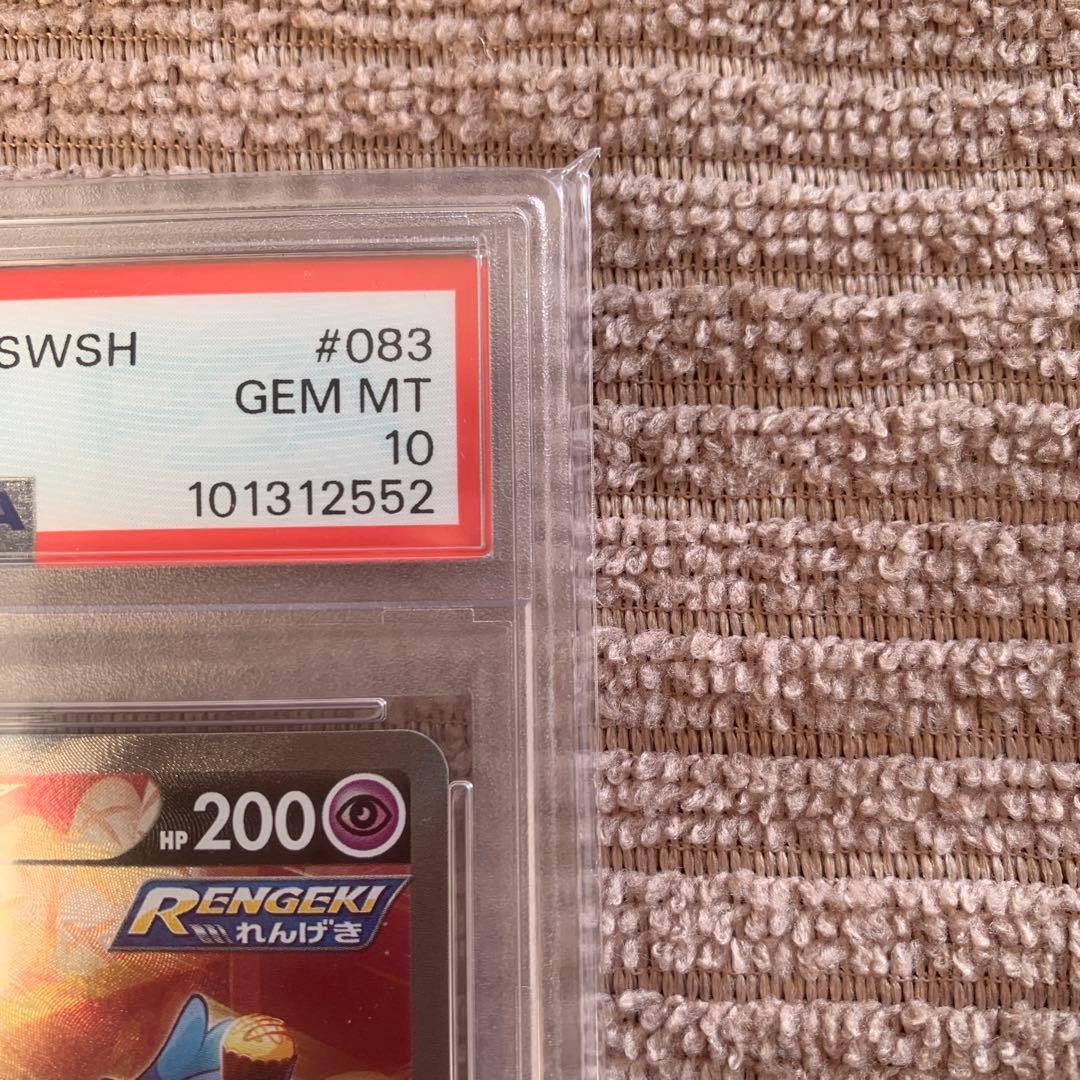 SWSH #083
GEM MT
10
A 101312552
HP 200
RENGEKI
れんげき